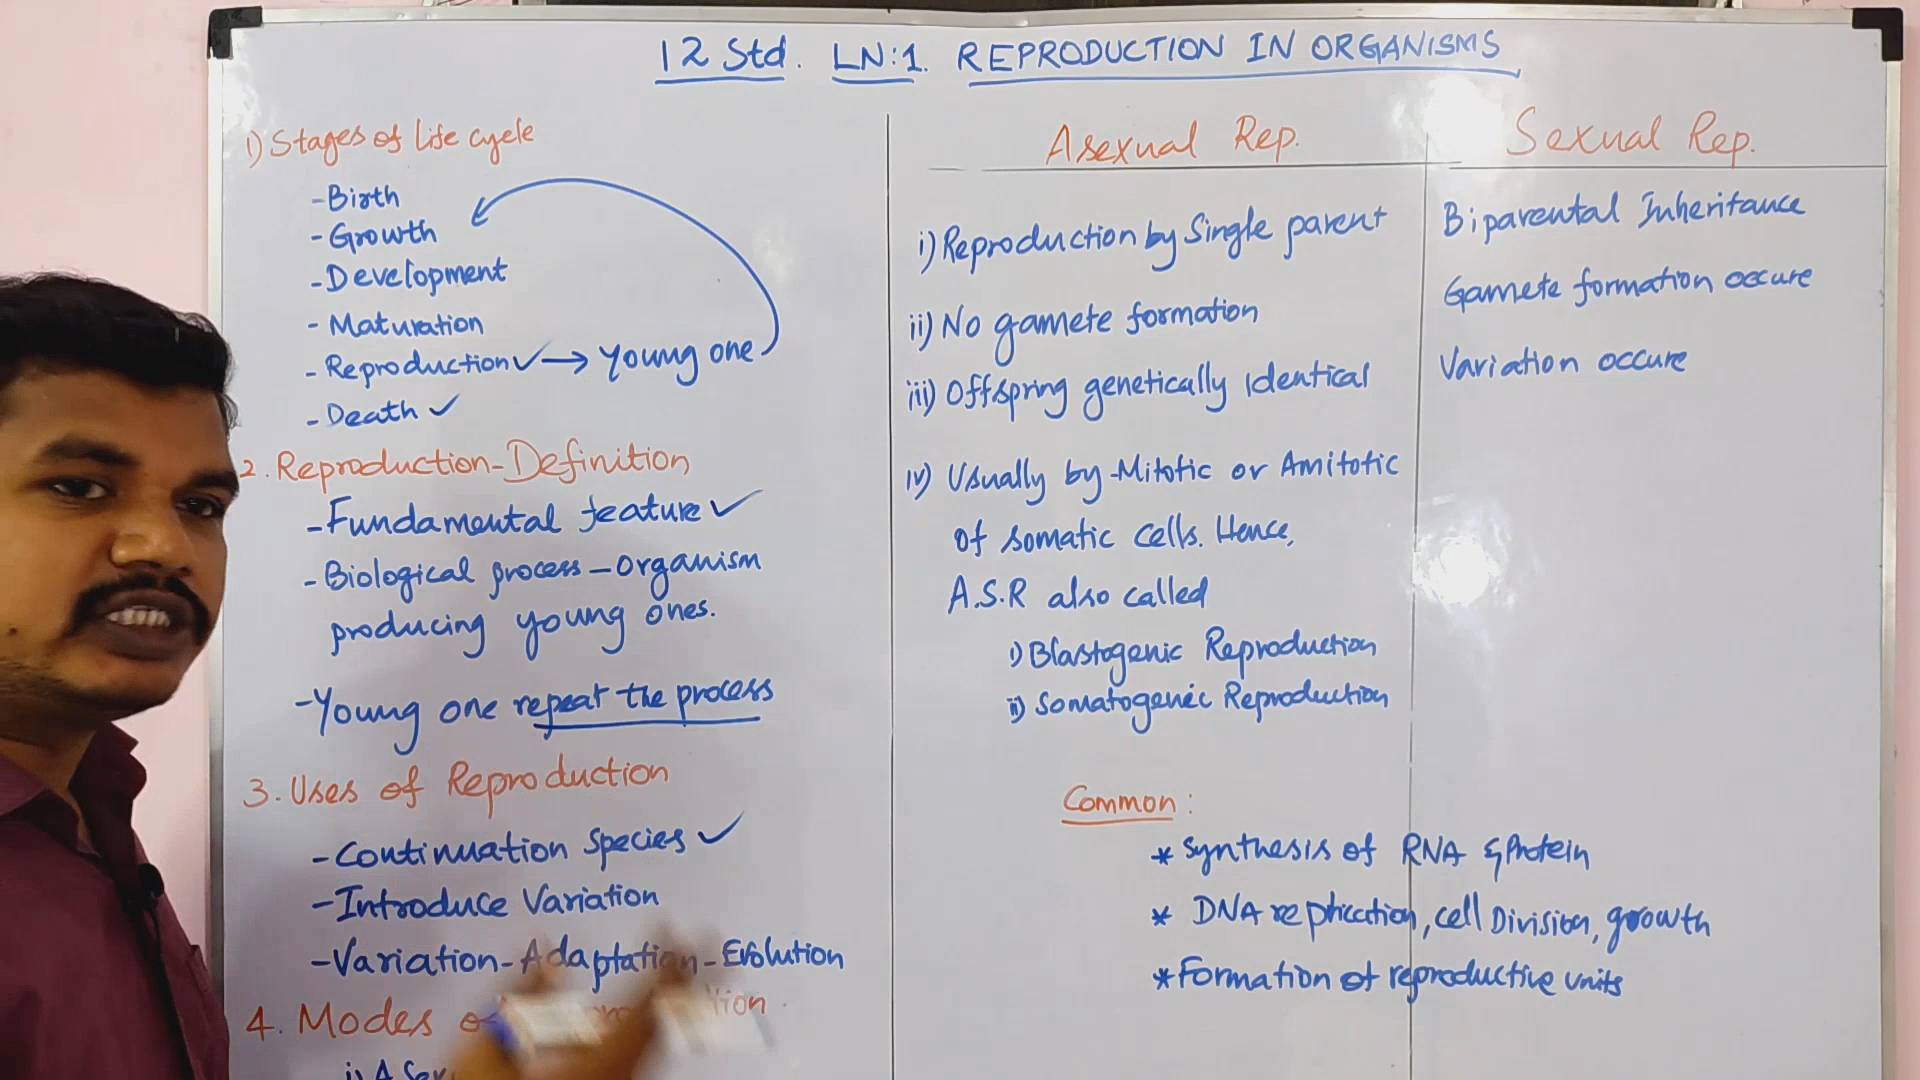 12 Std. LN:1. REPRODUCTION IN ORGANISMS
1) Stages of Life cycle
- Birth
- Growth
- Development
- Maturation
- Reproduction ✓ → Young one
- Death ✓
2. Reproduction - Definition
- Fundamental feature ✓
- Biological process - organism
producing young ones.
- Young one repeat the process
3. Uses of Reproduction
- Continuation Species ✓
- Introduce Variation
- Variation - Adaptation - Evolution
4. Modes
Asexual Rep.
i) Reproduction by Single parent
ii) No gamete formation
iii) Offspring genetically Identical
iv) Usually by Mitotic or Amitotic
of somatic cells. Hence,
A.S.R also called
i) Blastogenic Reproduction
ii) Somatogenic Reproduction
Sexual Rep.
Biparental Inheritance
Gamete formation occure
Variation occure
Common:
* Synthesis of RNA & Protein
* DNA replication, cell Division, growth
* Formation of reproductive units